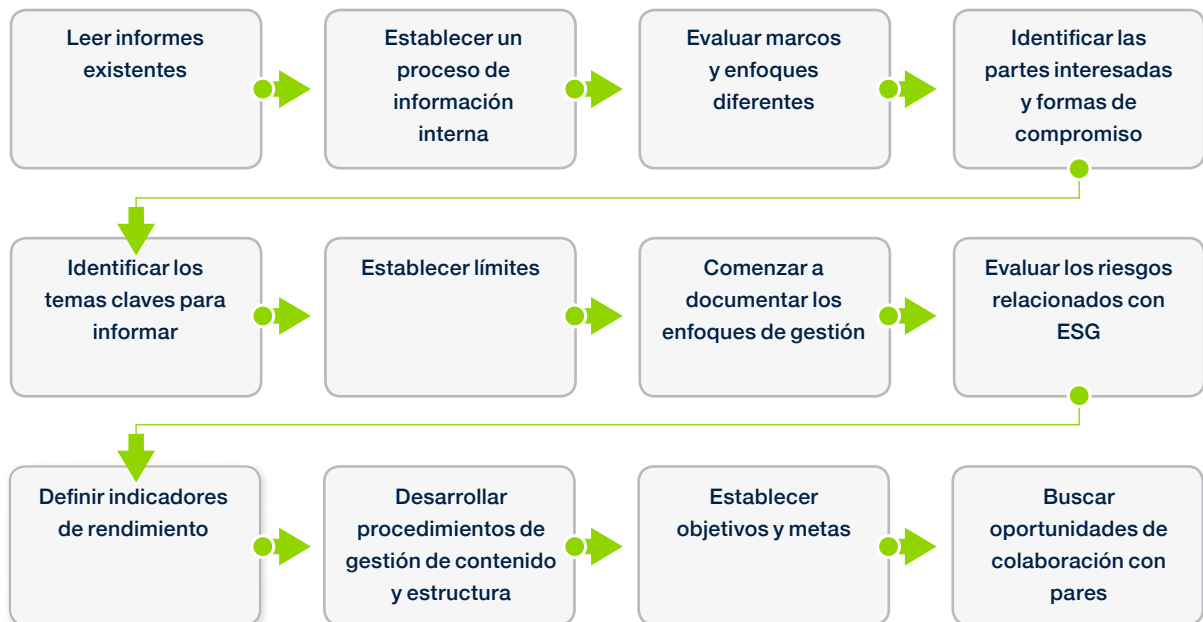 Leer informes
existentes
Establecer un
proceso de
información
interna
Evaluar marcos
y enfoques
diferentes
Identificar las
partes interesadas
y formas de
compromiso
Identificar los
temas claves para
informar
Establecer límites
Comenzar a
documentar los
enfoques de gestión
Evaluar los riesgos
relacionados con
ESG
Definir indicadores
de rendimiento
Desarrollar
procedimientos de
gestión de contenido
y estructura
Establecer
objetivos y metas
Buscar
oportunidades de
colaboración con
pares